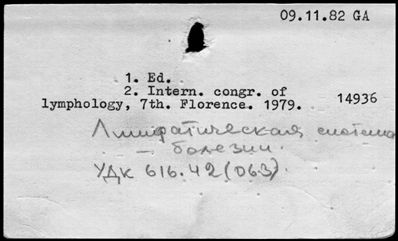 09.11.82 GA
1. Ed.
2. Intern. congr. of
lymphology, 7th. Florence. 1979.
14936
Лимфатическая система
— болезни.
УДК 616.42(063).